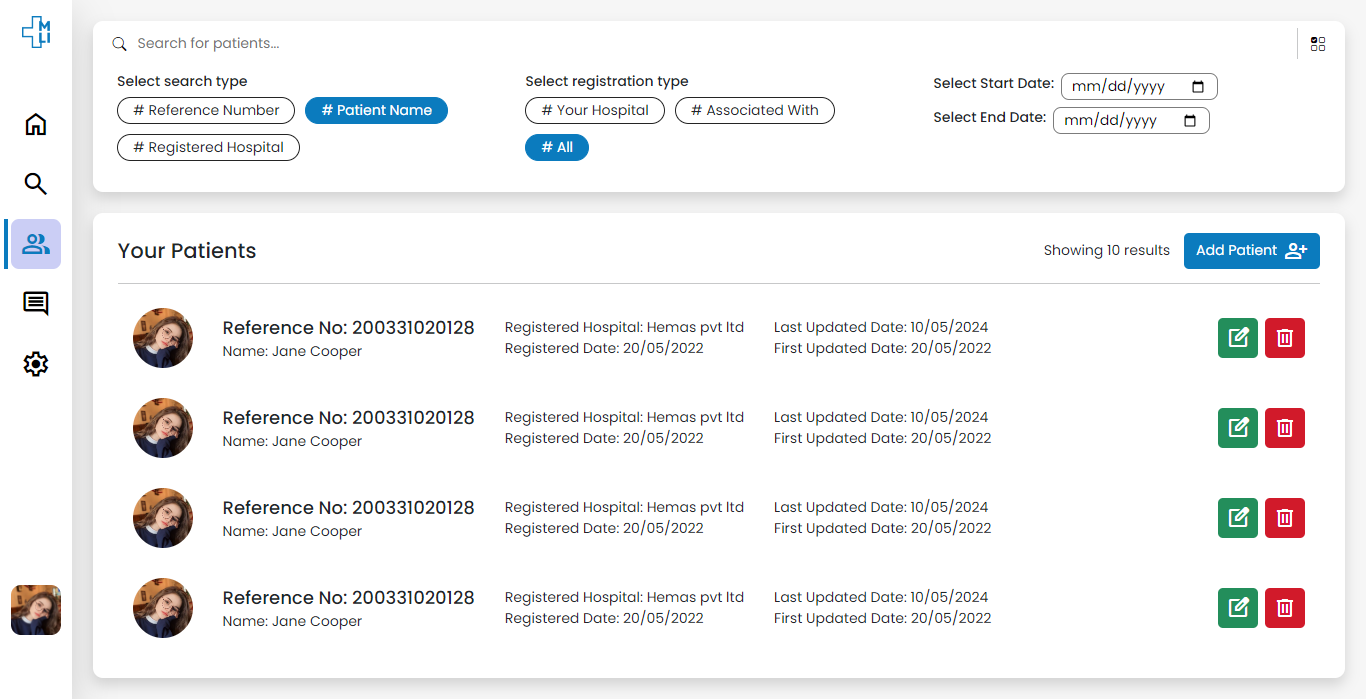 MLI
Search for patients...
Select search type
# Reference Number
# Patient Name
# Registered Hospital
Select registration type
# Your Hospital
# Associated With
# All
Select Start Date: mm/dd/yyyy
Select End Date: mm/dd/yyyy
Your Patients
Showing 10 results
Add Patient
Reference No: 200331020128
Name: Jane Cooper
Registered Hospital: Hemas pvt ltd
Registered Date: 20/05/2022
Last Updated Date: 10/05/2024
First Updated Date: 20/05/2022
Reference No: 200331020128
Name: Jane Cooper
Registered Hospital: Hemas pvt ltd
Registered Date: 20/05/2022
Last Updated Date: 10/05/2024
First Updated Date: 20/05/2022
Reference No: 200331020128
Name: Jane Cooper
Registered Hospital: Hemas pvt ltd
Registered Date: 20/05/2022
Last Updated Date: 10/05/2024
First Updated Date: 20/05/2022
Reference No: 200331020128
Name: Jane Cooper
Registered Hospital: Hemas pvt ltd
Registered Date: 20/05/2022
Last Updated Date: 10/05/2024
First Updated Date: 20/05/2022